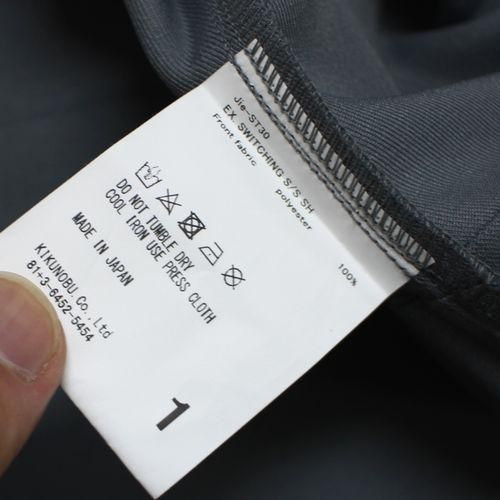 Jie-ST30
EX. SWITCHING S/S SH
Front fabric polyester 100%
DO NOT TUMBLE DRY
COOL IRON USE PRESS CLOTH
MADE IN JAPAN
KIKUNOBU Co., Ltd
81+3-6452-5454
1